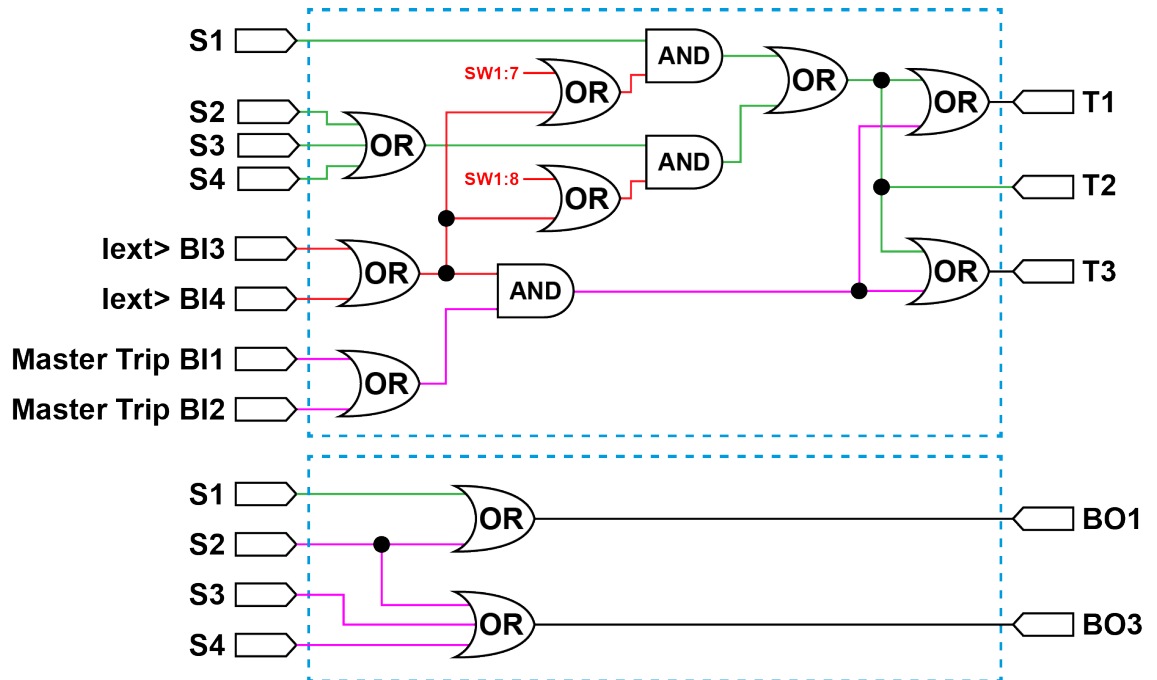 S1
AND
SW1:7
OR
OR
OR
T1
S2
S3
OR
AND
S4
SW1:8
OR
T2
Iext> BI3
OR
AND
OR
T3
Iext> BI4
Master Trip BI1
OR
Master Trip BI2
S1
OR
BO1
S2
S3
OR
BO3
S4